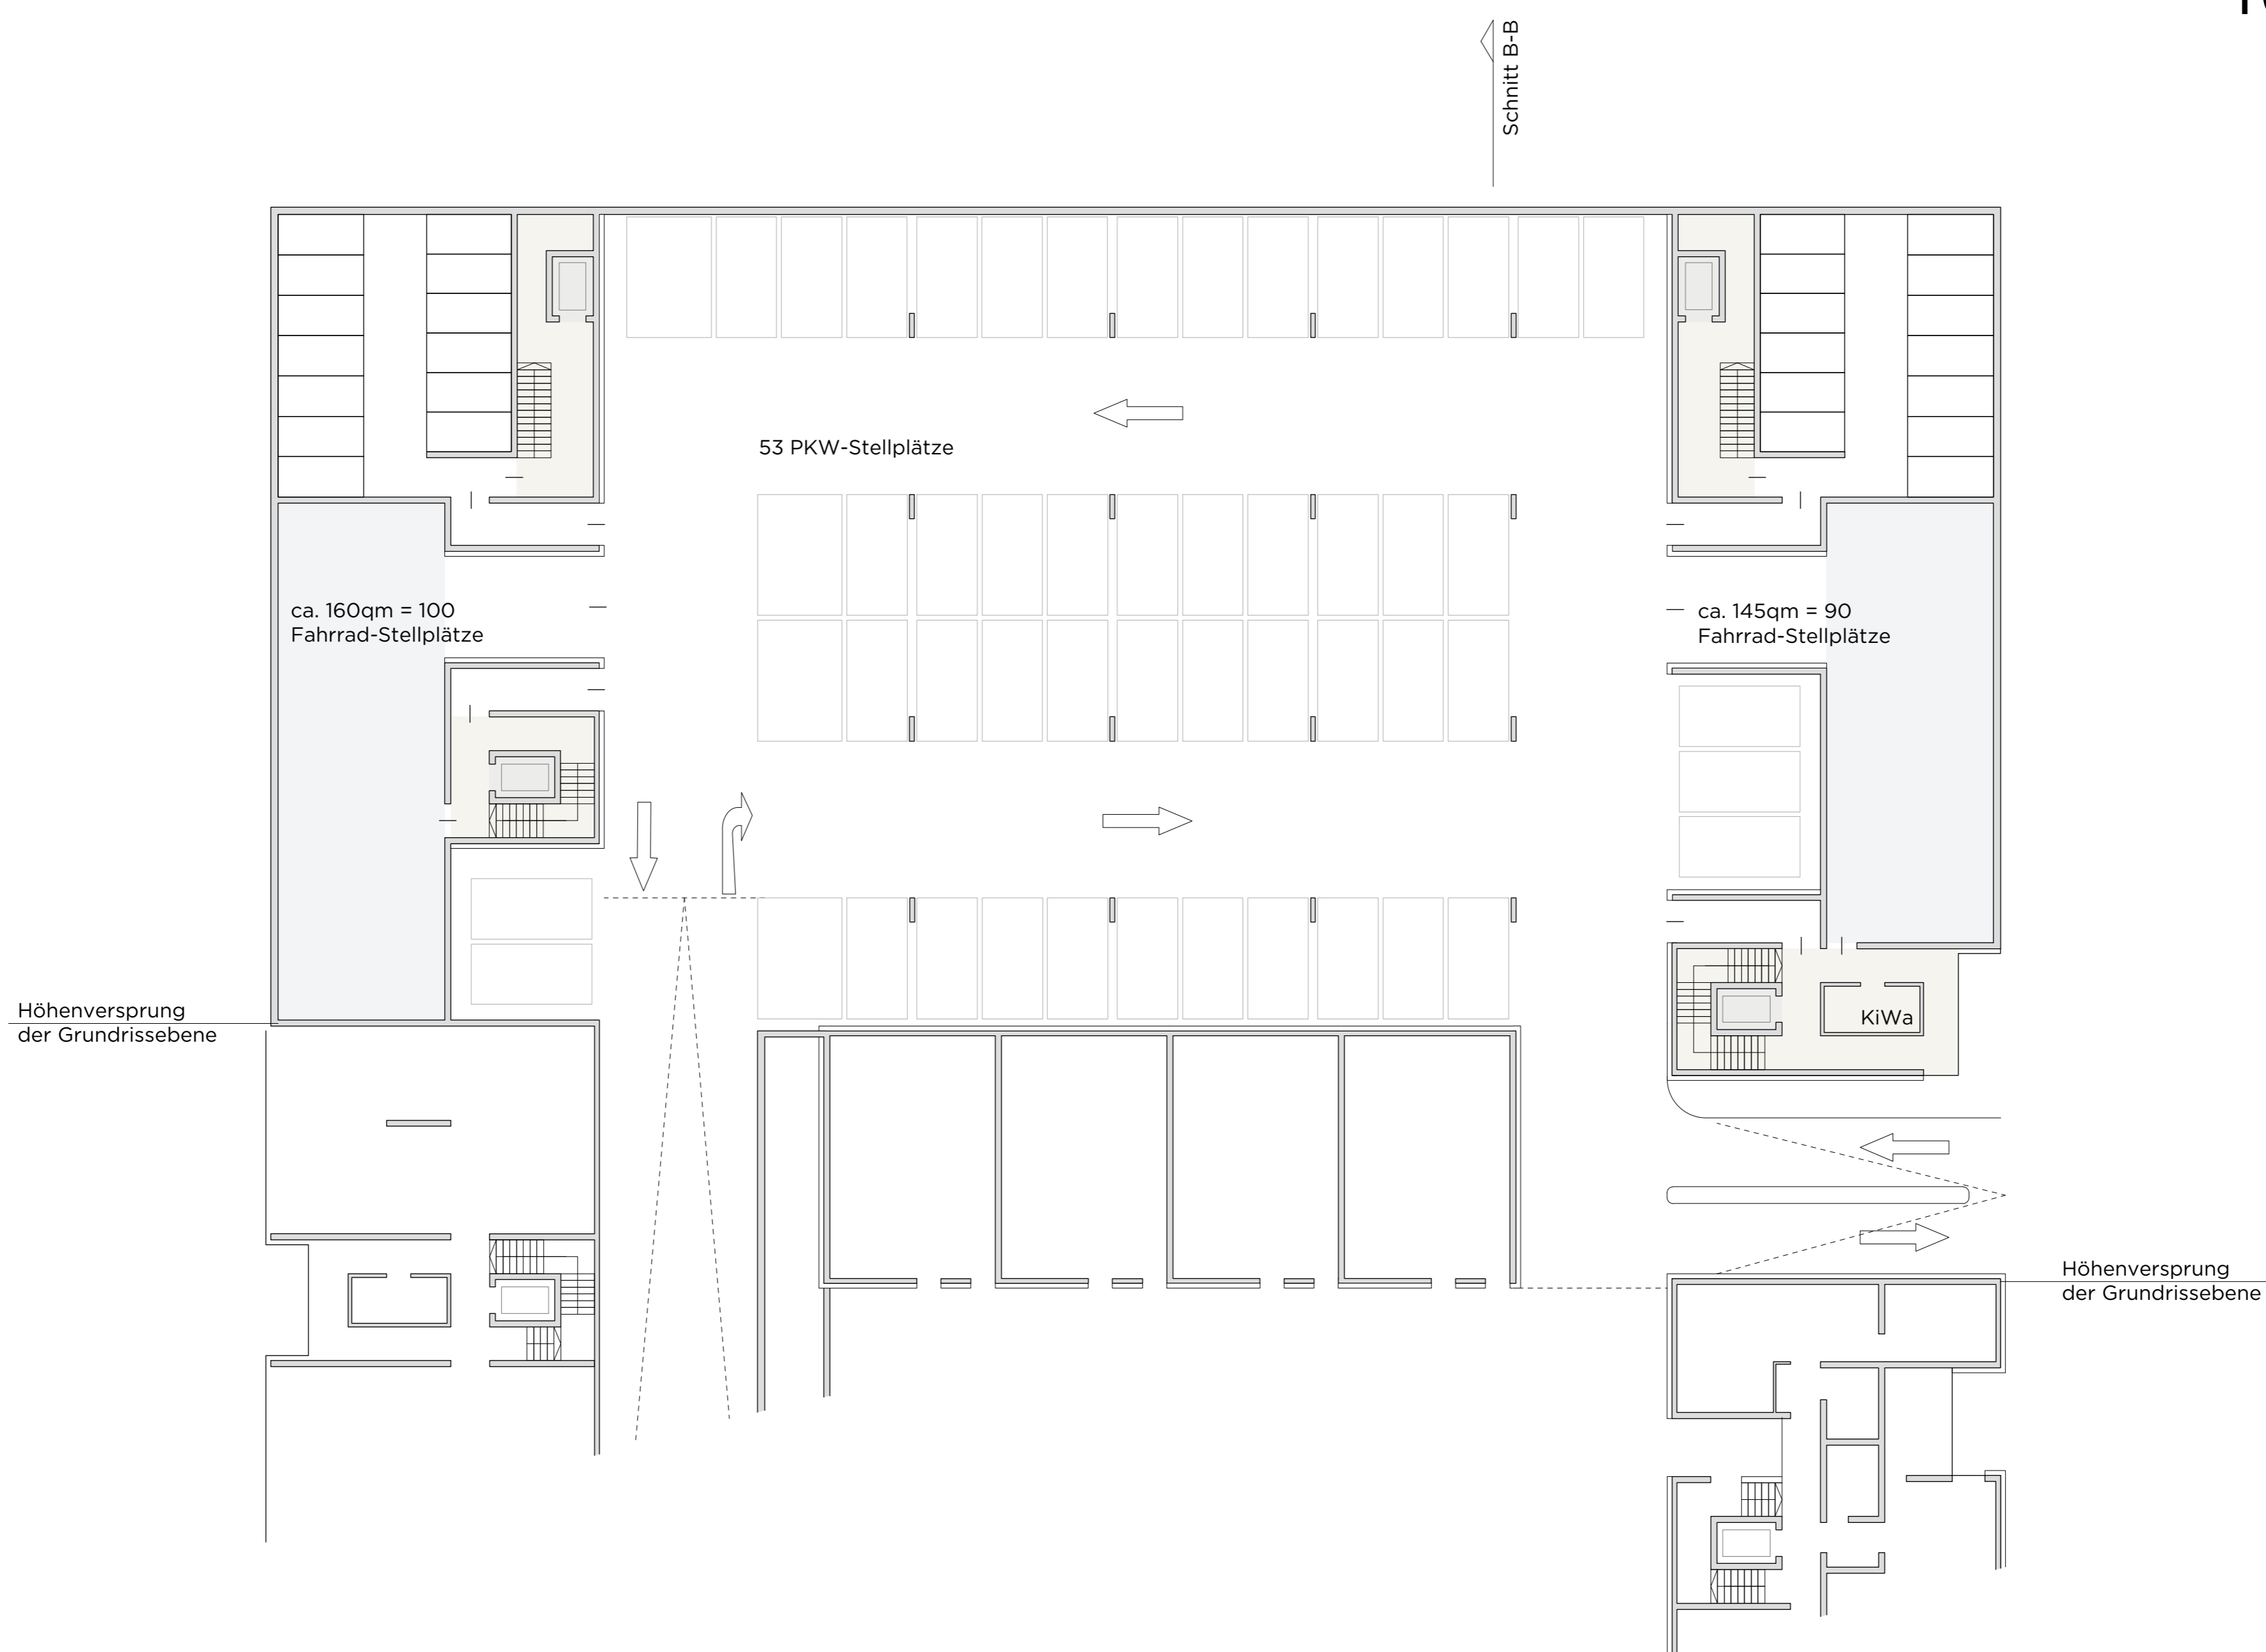 Schnitt B-B
53 PKW-Stellplätze
ca. 160qm = 100
Fahrrad-Stellplätze
ca. 145qm = 90
Fahrrad-Stellplätze
Höhenversprung
der Grundrissebene
KiWa
Höhenversprung
der Grundrissebene